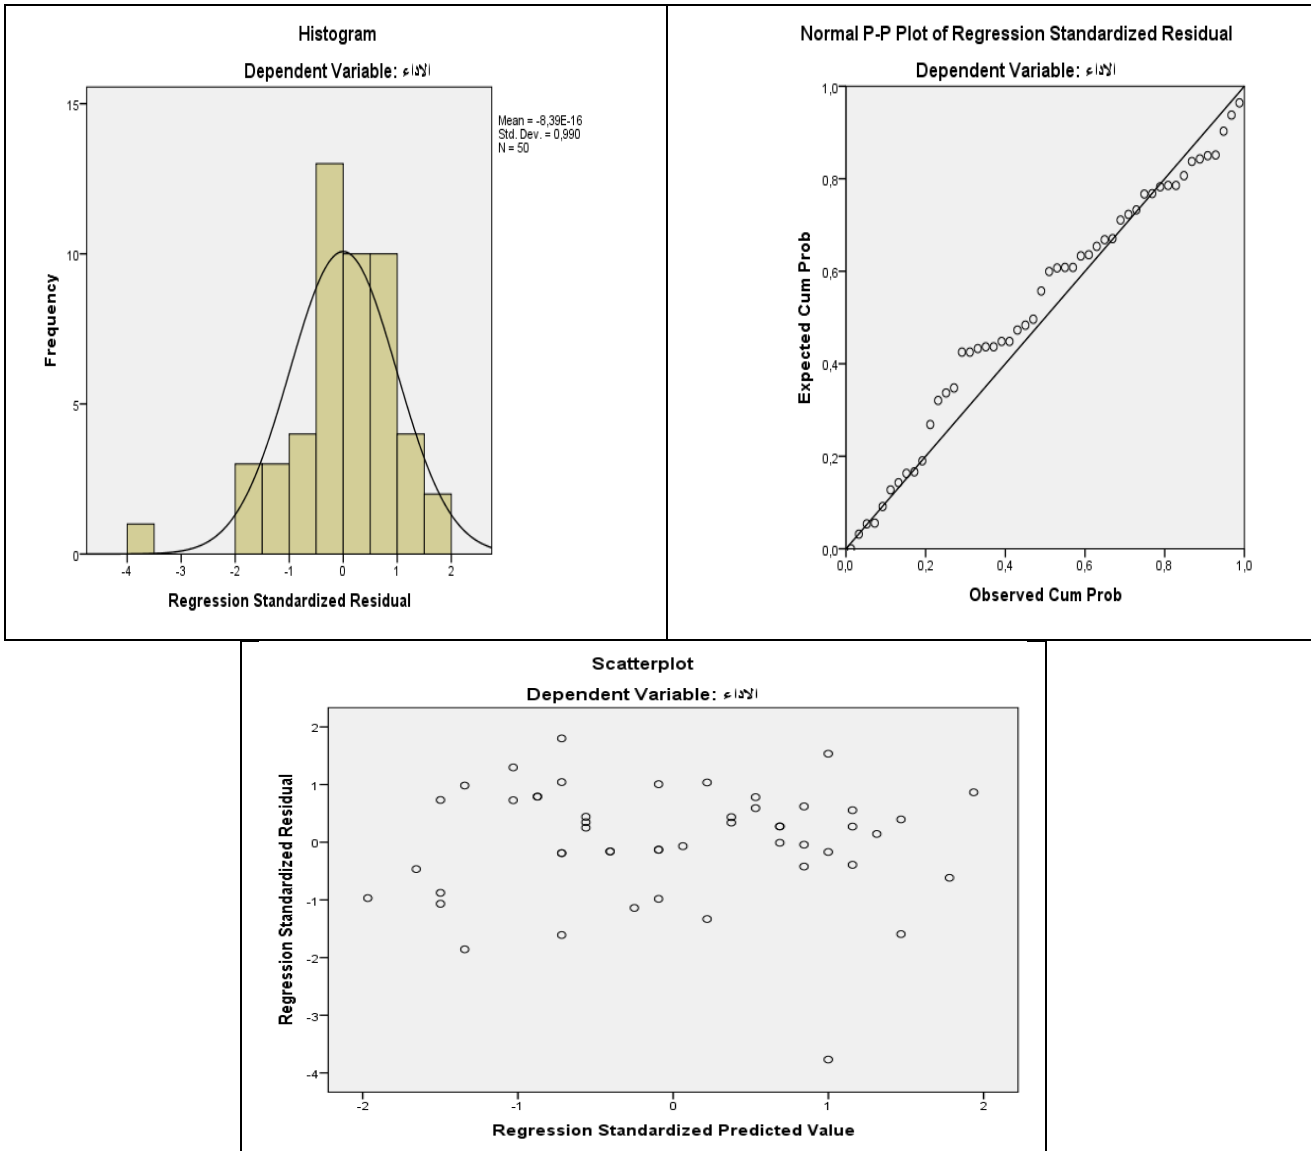 Histogram
Dependent Variable: الاداء
Mean = -8,39E-16
Std. Dev. = 0,990
N = 50
15
10
5
0
Frequency
-4 -3 -2 -1 0 1 2
Regression Standardized Residual
Normal P-P Plot of Regression Standardized Residual
Dependent Variable: الاداء
1,0
0,8
0,6
0,4
0,2
0,0
Expected Cum Prob
0,0 0,2 0,4 0,6 0,8 1,0
Observed Cum Prob
Scatterplot
Dependent Variable: الاداء
2
1
0
-1
-2
-3
-4
Regression Standardized Residual
-2 -1 0 1 2
Regression Standardized Predicted Value